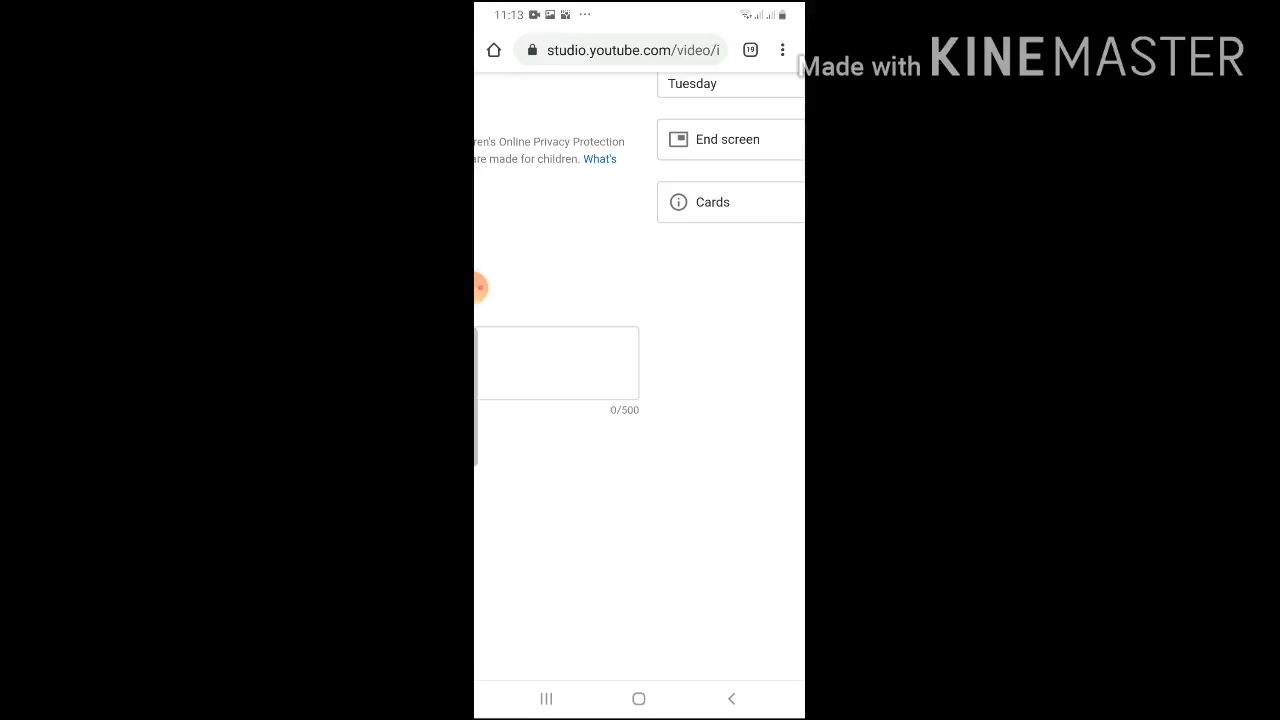 11:13
Made with KINEMASTER
studio.youtube.com/video/i
19
Tuesday
ren's Online Privacy Protection
End screen
are made for children. What's
Cards
0/500